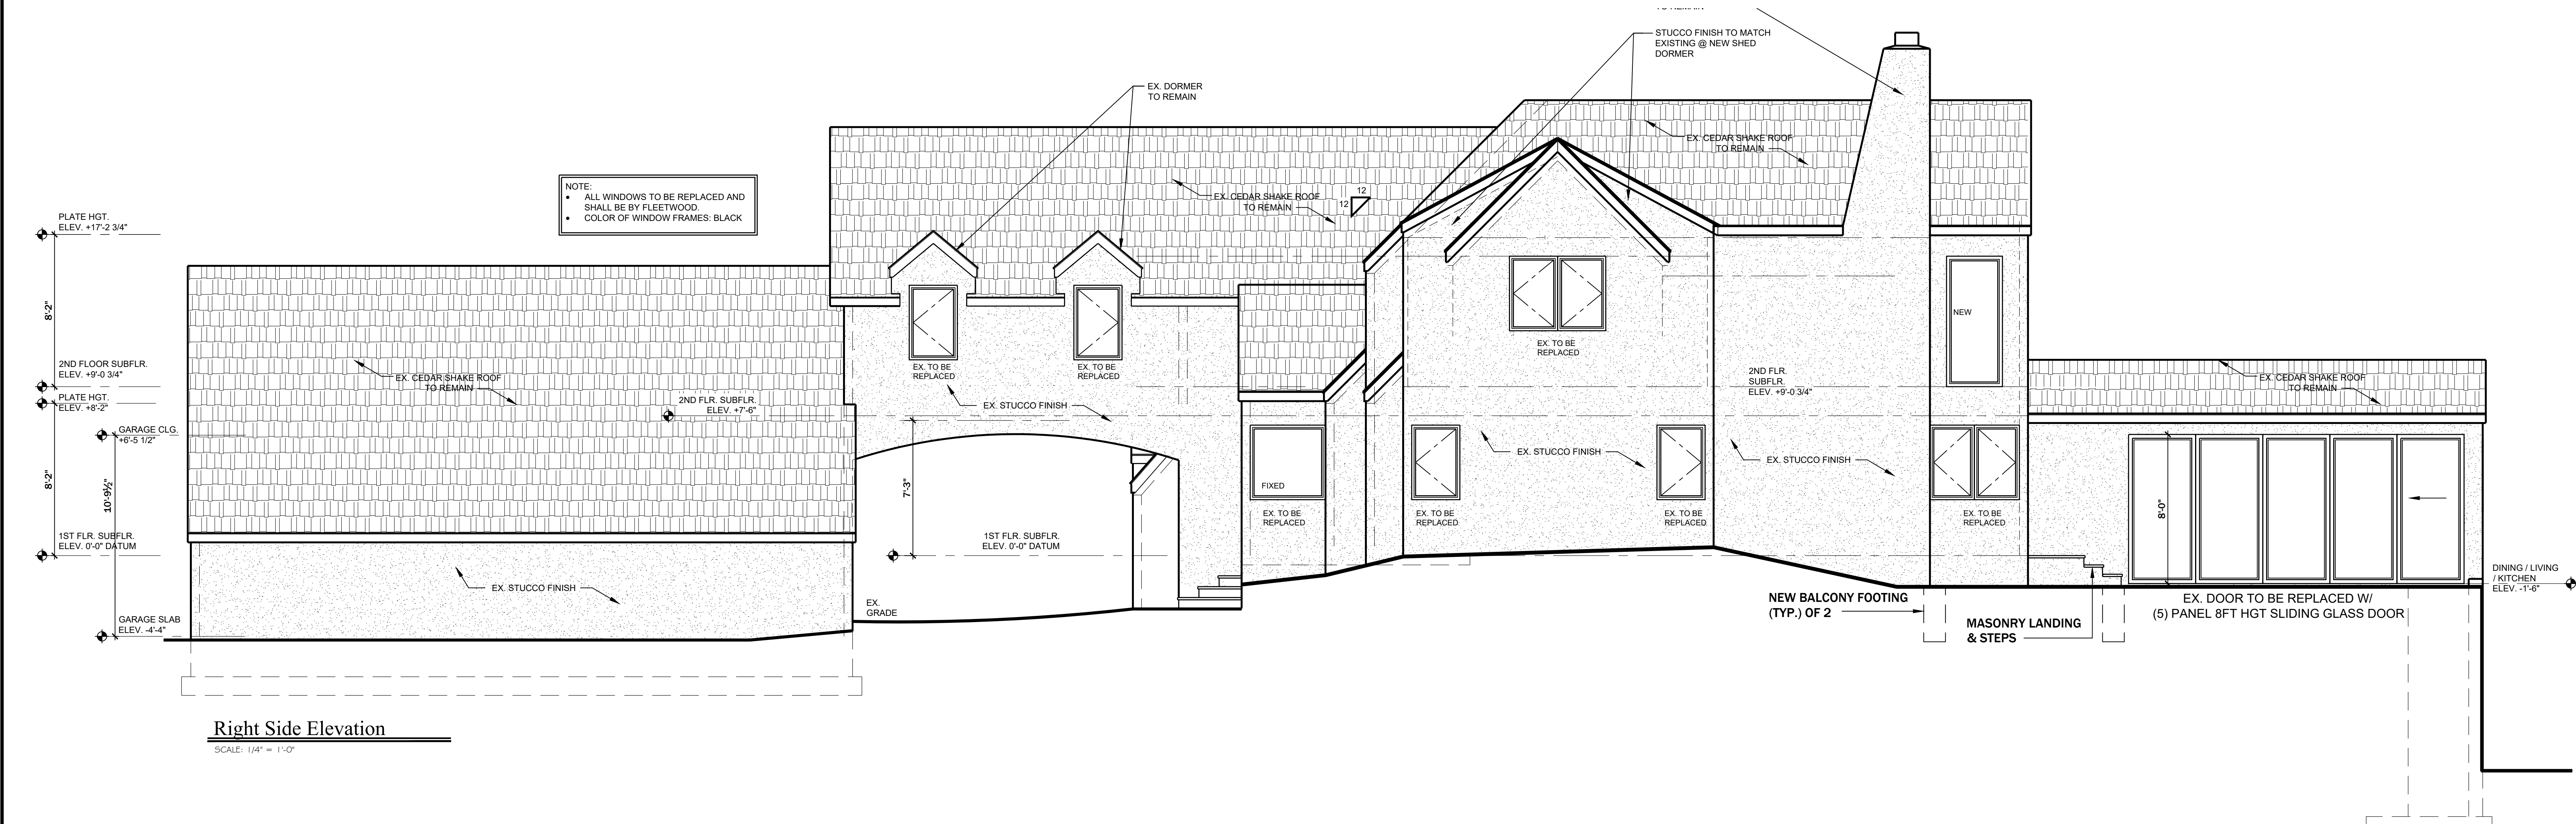 STUCCO FINISH TO MATCH
EXISTING @ NEW SHED
DORMER
EX. DORMER
TO REMAIN
NOTE:
• ALL WINDOWS TO BE REPLACED AND
SHALL BE BY FLEETWOOD.
• COLOR OF WINDOW FRAMES: BLACK
EX. CEDAR SHAKE ROOF
TO REMAIN
EX. CEDAR SHAKE ROOF
TO REMAIN
12
12
PLATE HGT.
ELEV. +17'-2 3/4"
8'-2"
2ND FLOOR SUBFLR.
ELEV. +9'-0 3/4"
PLATE HGT.
ELEV. +8'-2"
GARAGE CLG.
+6'-5 1/2"
8'-2"
10'-9½"
1ST FLR. SUBFLR.
ELEV. 0'-0" DATUM
GARAGE SLAB
ELEV. -4'-4"
EX. CEDAR SHAKE ROOF
TO REMAIN
EX. STUCCO FINISH
2ND FLR. SUBFLR.
ELEV. +7'-6"
EX. TO BE
REPLACED
EX. TO BE
REPLACED
EX. STUCCO FINISH
7'-3"
1ST FLR. SUBFLR.
ELEV. 0'-0" DATUM
EX.
GRADE
FIXED
EX. TO BE
REPLACED
EX. TO BE
REPLACED
EX. STUCCO FINISH
EX. TO BE
REPLACED
EX. TO BE
REPLACED
2ND FLR.
SUBFLR.
ELEV. +9'-0 3/4"
EX. STUCCO FINISH
NEW
EX. TO BE
REPLACED
EX. CEDAR SHAKE ROOF
TO REMAIN
8'-0"
DINING / LIVING
/ KITCHEN
ELEV. -1'-6"
NEW BALCONY FOOTING
(TYP.) OF 2
MASONRY LANDING
& STEPS
EX. DOOR TO BE REPLACED W/
(5) PANEL 8FT HGT SLIDING GLASS DOOR
Right Side Elevation
SCALE: 1/4" = 1'-0"